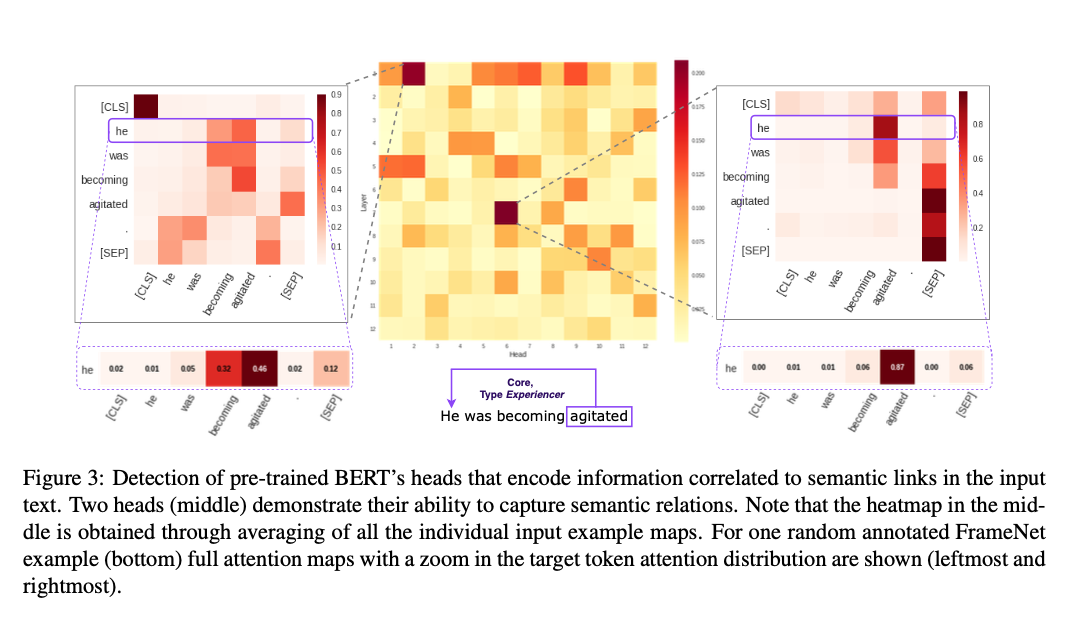 [CLS]
he
was
becoming
agitated
.
[SEP]
[CLS] he was becoming agitated . [SEP]
0.9
0.8
0.7
0.6
0.5
0.4
0.3
0.2
0.1
he 0.02 0.01 0.05 0.32 0.46 0.02 0.12
[CLS] he was becoming agitated . [SEP]
Layer
2
3
4
5
6
8
9
10
11
12
1 2 3 4 5 6 7 8 9 10 11 12
Head
0.200
0.175
0.150
0.125
0.100
0.075
0.050
0.025
Core,
Type Experiencer
He was becoming agitated
[CLS]
he
was
becoming
agitated
.
[SEP]
[CLS] he was becoming agitated . [SEP]
0.8
0.6
0.4
0.2
he 0.00 0.01 0.01 0.06 0.87 0.00 0.06
[CLS] he was becoming agitated . [SEP]
Figure 3: Detection of pre-trained BERT's heads that encode information correlated to semantic links in the input
text. Two heads (middle) demonstrate their ability to capture semantic relations. Note that the heatmap in the mid-
dle is obtained through averaging of all the individual input example maps. For one random annotated FrameNet
example (bottom) full attention maps with a zoom in the target token attention distribution are shown (leftmost and
rightmost).